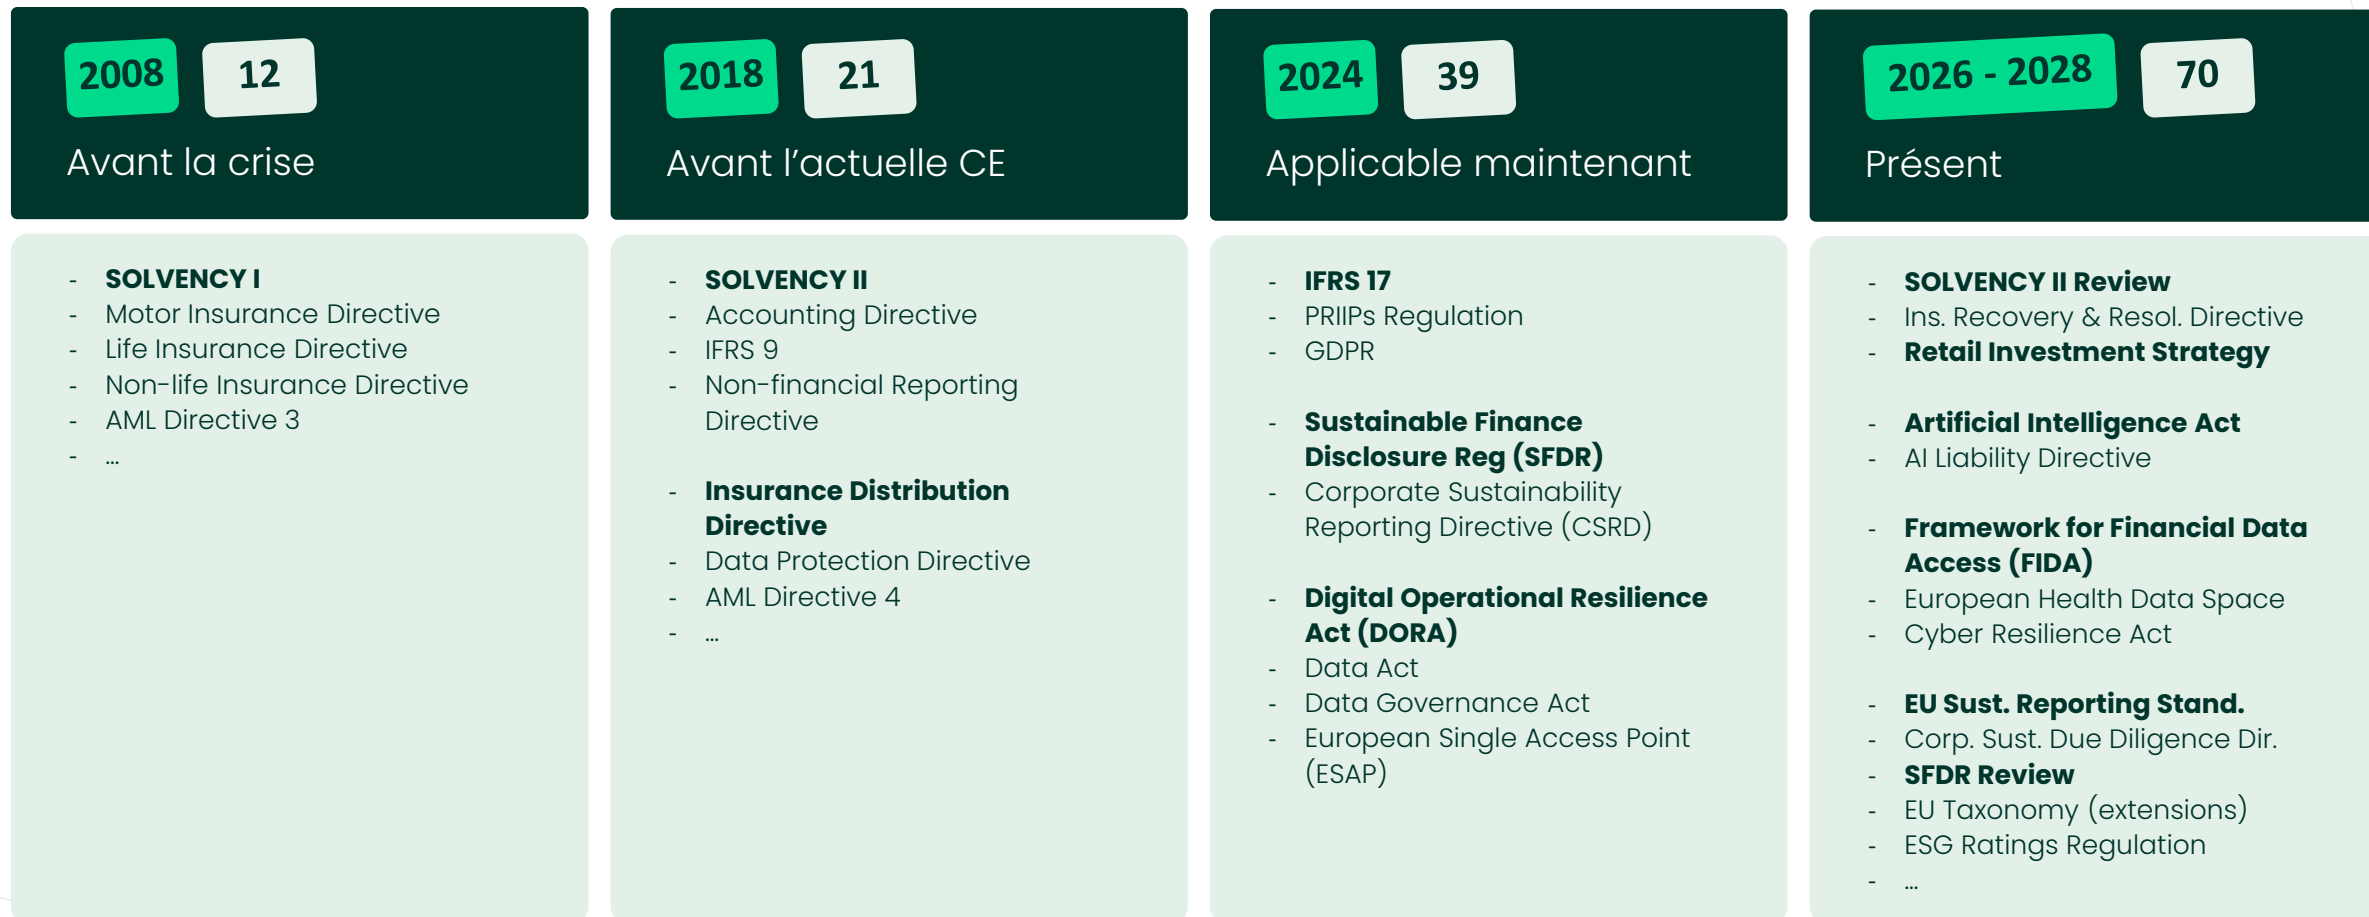 2008 12
Avant la crise
- SOLVENCY I
- Motor Insurance Directive
- Life Insurance Directive
- Non-life Insurance Directive
- AML Directive 3
- ...
2018 21
Avant l’actuelle CE
- SOLVENCY II
- Accounting Directive
- IFRS 9
- Non-financial Reporting
Directive
- Insurance Distribution
Directive
- Data Protection Directive
- AML Directive 4
- ...
2024 39
Applicable maintenant
- IFRS 17
- PRIIPs Regulation
- GDPR
- Sustainable Finance
Disclosure Reg (SFDR)
- Corporate Sustainability
Reporting Directive (CSRD)
- Digital Operational Resilience
Act (DORA)
- Data Act
- Data Governance Act
- European Single Access Point
(ESAP)
2026 - 2028 70
Présent
- SOLVENCY II Review
- Ins. Recovery & Resol. Directive
- Retail Investment Strategy
- Artificial Intelligence Act
- AI Liability Directive
- Framework for Financial Data
Access (FIDA)
- European Health Data Space
- Cyber Resilience Act
- EU Sust. Reporting Stand.
- Corp. Sust. Due Diligence Dir.
- SFDR Review
- EU Taxonomy (extensions)
- ESG Ratings Regulation
- ...